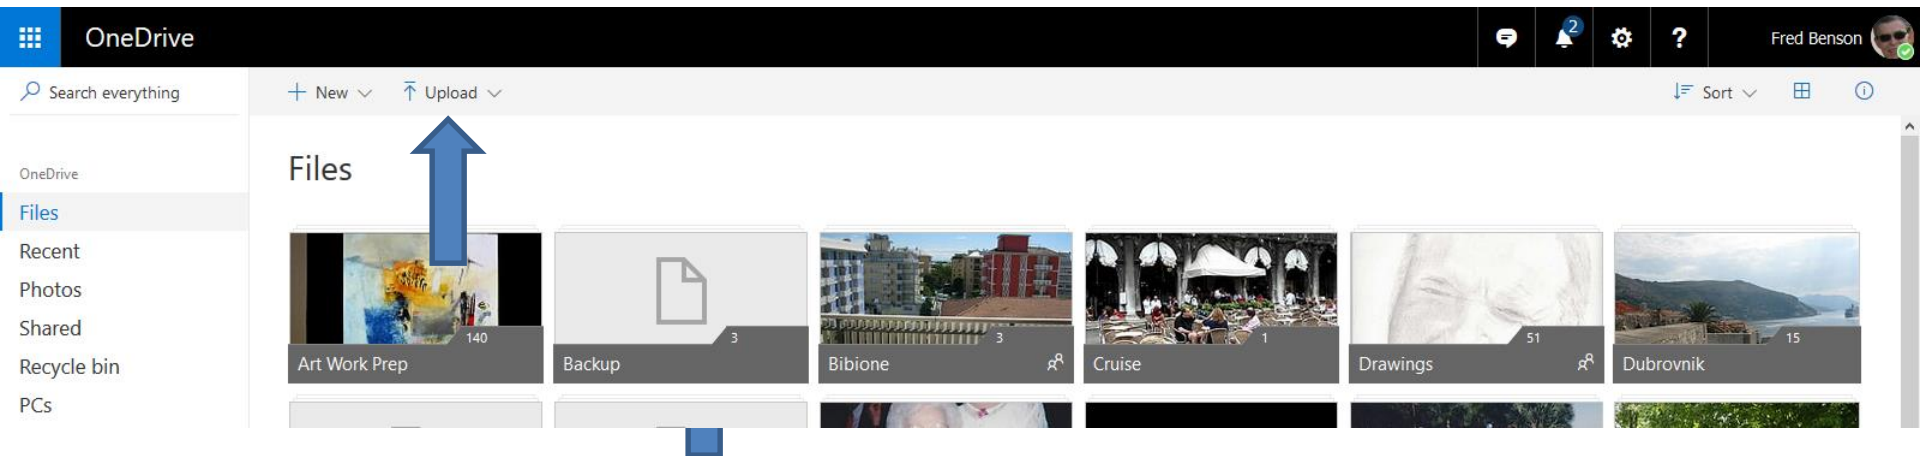 OneDrive
2
?
Fred Benson
Search everything
New
Upload
Sort
OneDrive
Files
Recent
Photos
Shared
Recycle bin
PCs
Files
140
Art Work Prep
3
Backup
3
Bibione
1
Cruise
51
Drawings
15
Dubrovnik